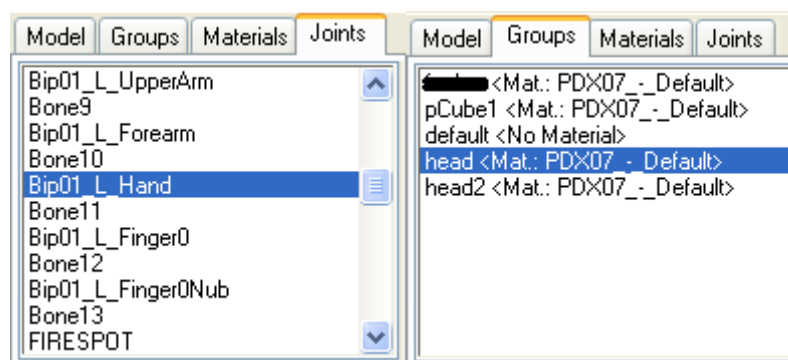 Model Groups Materials Joints
Bip01_L_UpperArm
Bone9
Bip01_L_Forearm
Bone10
Bip01_L_Hand
Bone11
Bip01_L_Finger0
Bone12
Bip01_L_Finger0Nub
Bone13
FIRESPOT
Model Groups Materials Joints
<Mat.: PDX07_-_Default>
pCube1 <Mat.: PDX07_-_Default>
default <No Material>
head <Mat.: PDX07_-_Default>
head2 <Mat.: PDX07_-_Default>